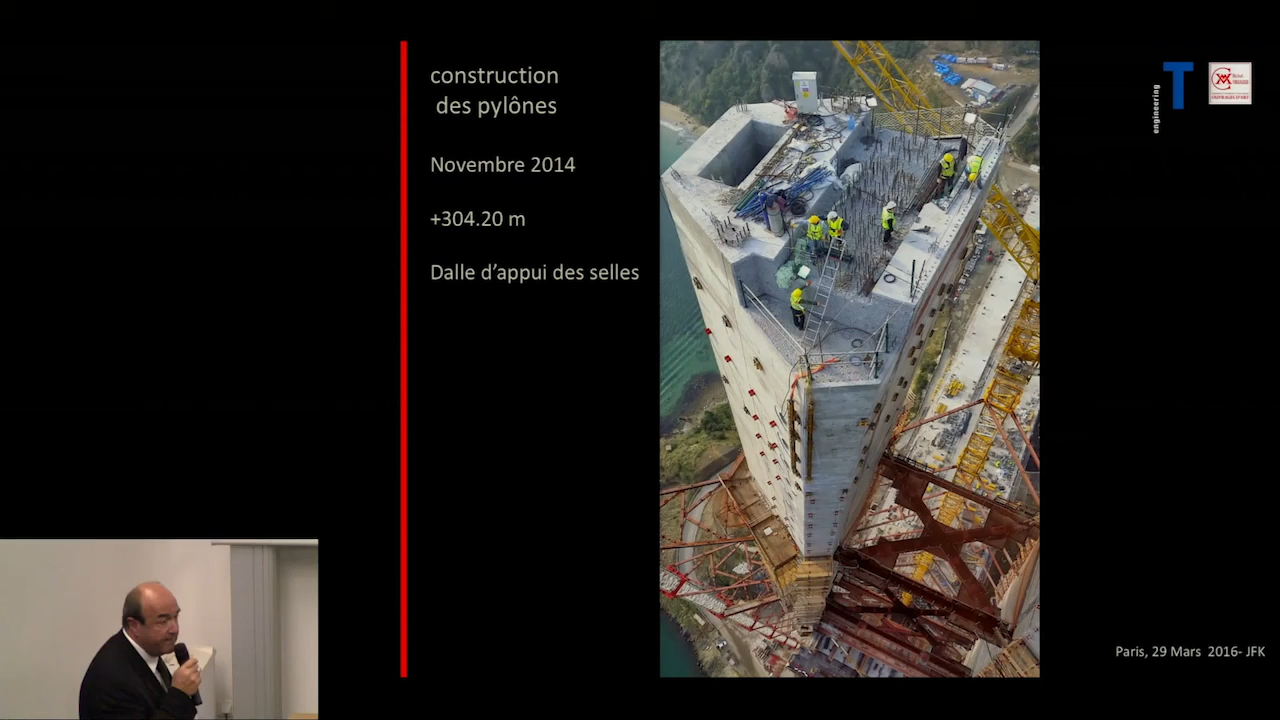 construction
des pylônes
Novembre 2014
+304.20 m
Dalle d’appui des selles
T
engineering
Paris, 29 Mars 2016- JFK